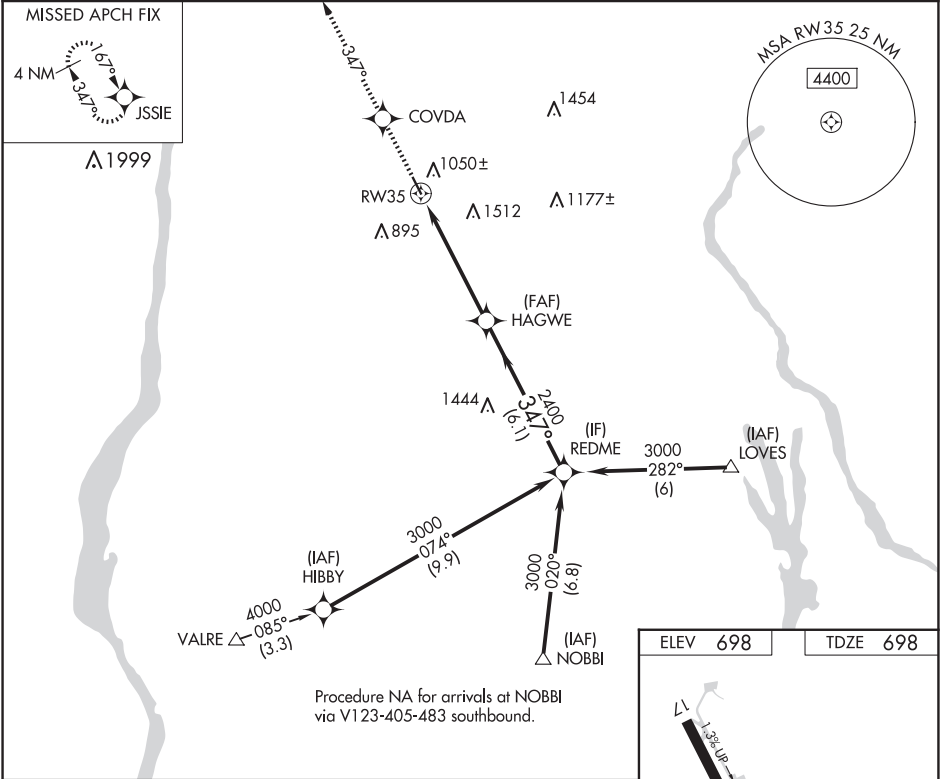 MISSED APCH FIX
4 NM
167°
347°
JSSIE
1999
347°
COVDA
1454
MSA RW35 25 NM
4400
1050±
RW35
1512
1177±
895
(FAF)
HAGWE
1444
2400
347°
(6.1)
(IF)
REDME
3000
282°
(6)
(IAF)
LOVES
3000
074°
(9.9)
(IAF)
HIBBY
3000
020°
(6.8)
4000
085°
(3.3)
VALRE
(IAF)
NOBBI
Procedure NA for arrivals at NOBBI
via V123-405-483 southbound.
ELEV 698
TDZE 698
17
1.3% UP